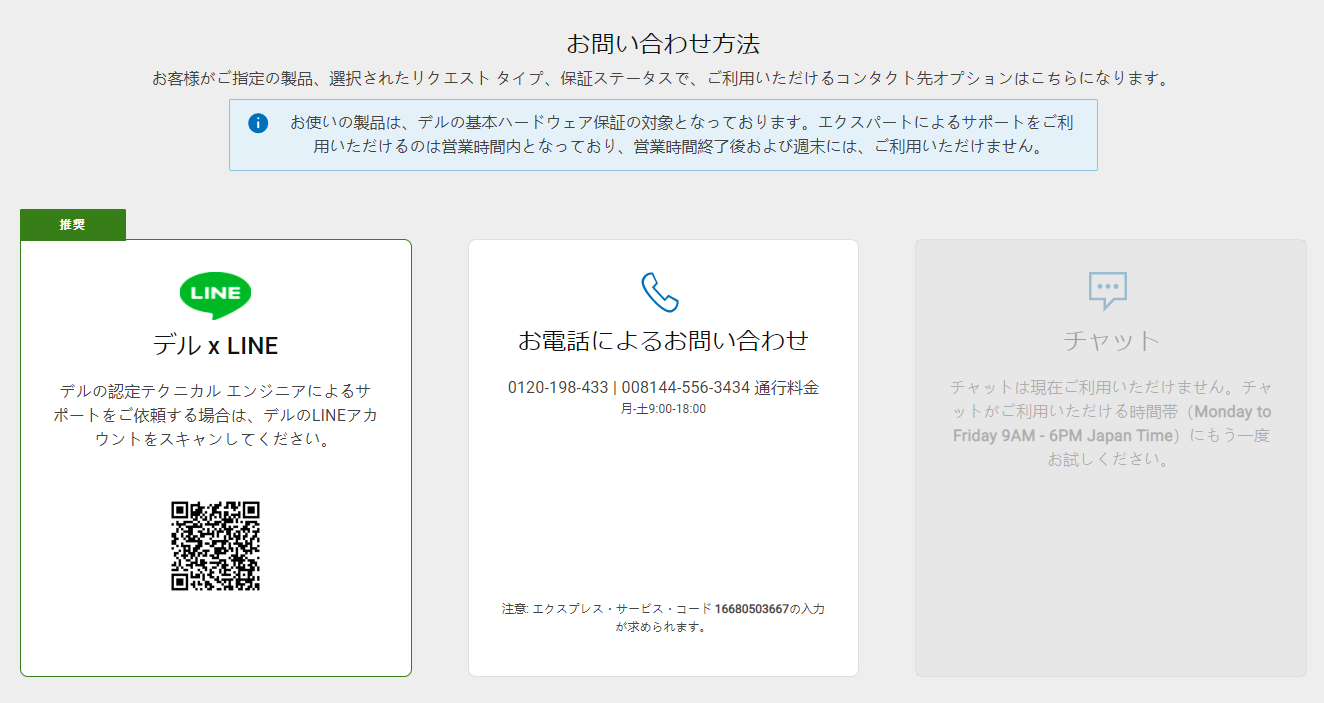 お問い合わせ方法
お客様がご指定の製品、選択されたリクエスト タイプ、保証ステータスで、ご利用いただけるコンタクト先オプションはこちらになります。
お使いの製品は、デルの基本ハードウェア保証の対象となっております。エクスパートによるサポートをご利
用いただけるのは営業時間内となっており、営業時間終了後および週末には、ご利用いただけません。
推奨
LINE
デル x LINE
デルの認定テクニカル エンジニアによるサ
ポートをご依頼する場合は、デルのLINEアカ
ウントをスキャンしてください。
お電話によるお問い合わせ
0120-198-433 | 008144-556-3434 通行料金
月-土9:00-18:00
注意: エクスプレス・サービス・コード 16680503667の入力
が求められます。
チャット
チャットは現在ご利用いただけません。チャ
ットがご利用いただける時間帯（Monday to
Friday 9AM - 6PM Japan Time）にもう一度
お試しください。